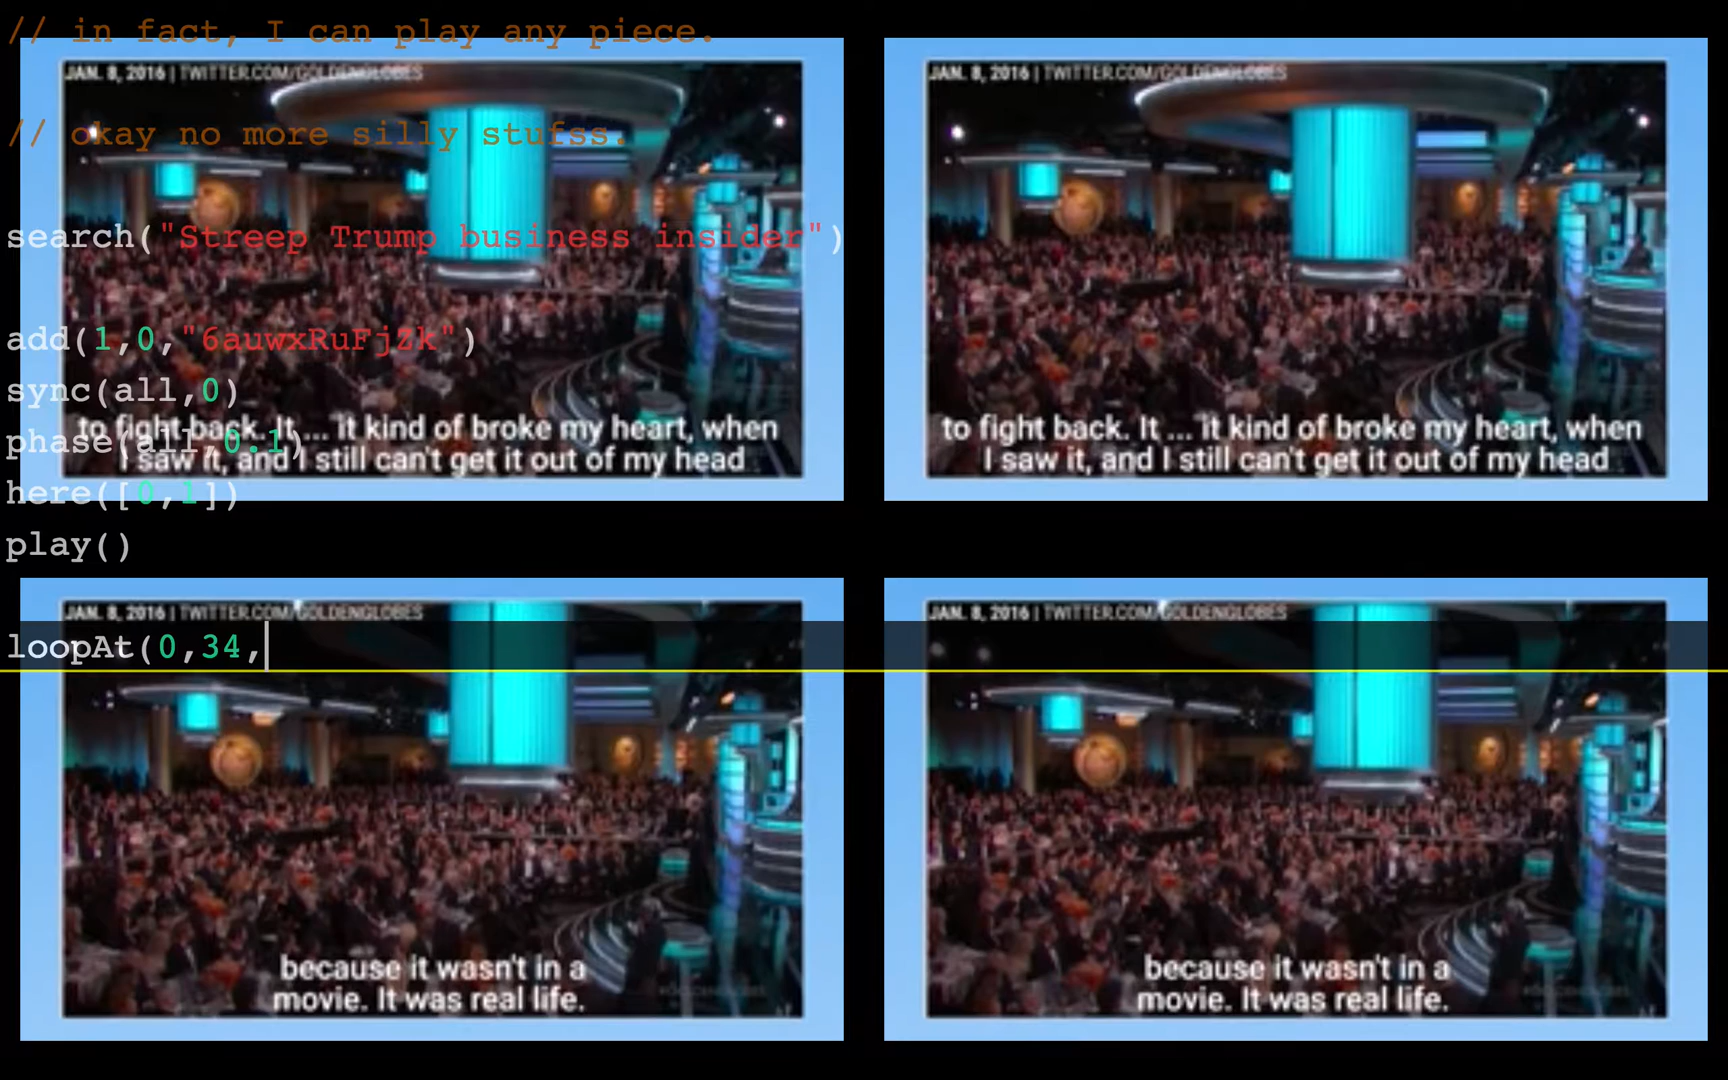 // in fact, I can play any piece.
JAN. 8, 2016 | TWITTER.COM/GOLDENGLOBES
JAN. 8, 2016 | TWITTER.COM/GOLDENGLOBES
// okay no more silly stufss.
search("Streep Trump business insider")
add(1,0,"6auwxRuFjZk")
sync(all,0)
to fight back. It ... it kind of broke my heart, when
I saw it, and I still can't get it out of my head
to fight back. It ... it kind of broke my heart, when
I saw it, and I still can't get it out of my head
phase(all,0.1)
here([0,1])
play()
JAN. 8, 2016 | TWITTER.COM/GOLDENGLOBES
JAN. 8, 2016 | TWITTER.COM/GOLDENGLOBES
loopAt(0,34,
because it wasn't in a
movie. It was real life.
because it wasn't in a
movie. It was real life.